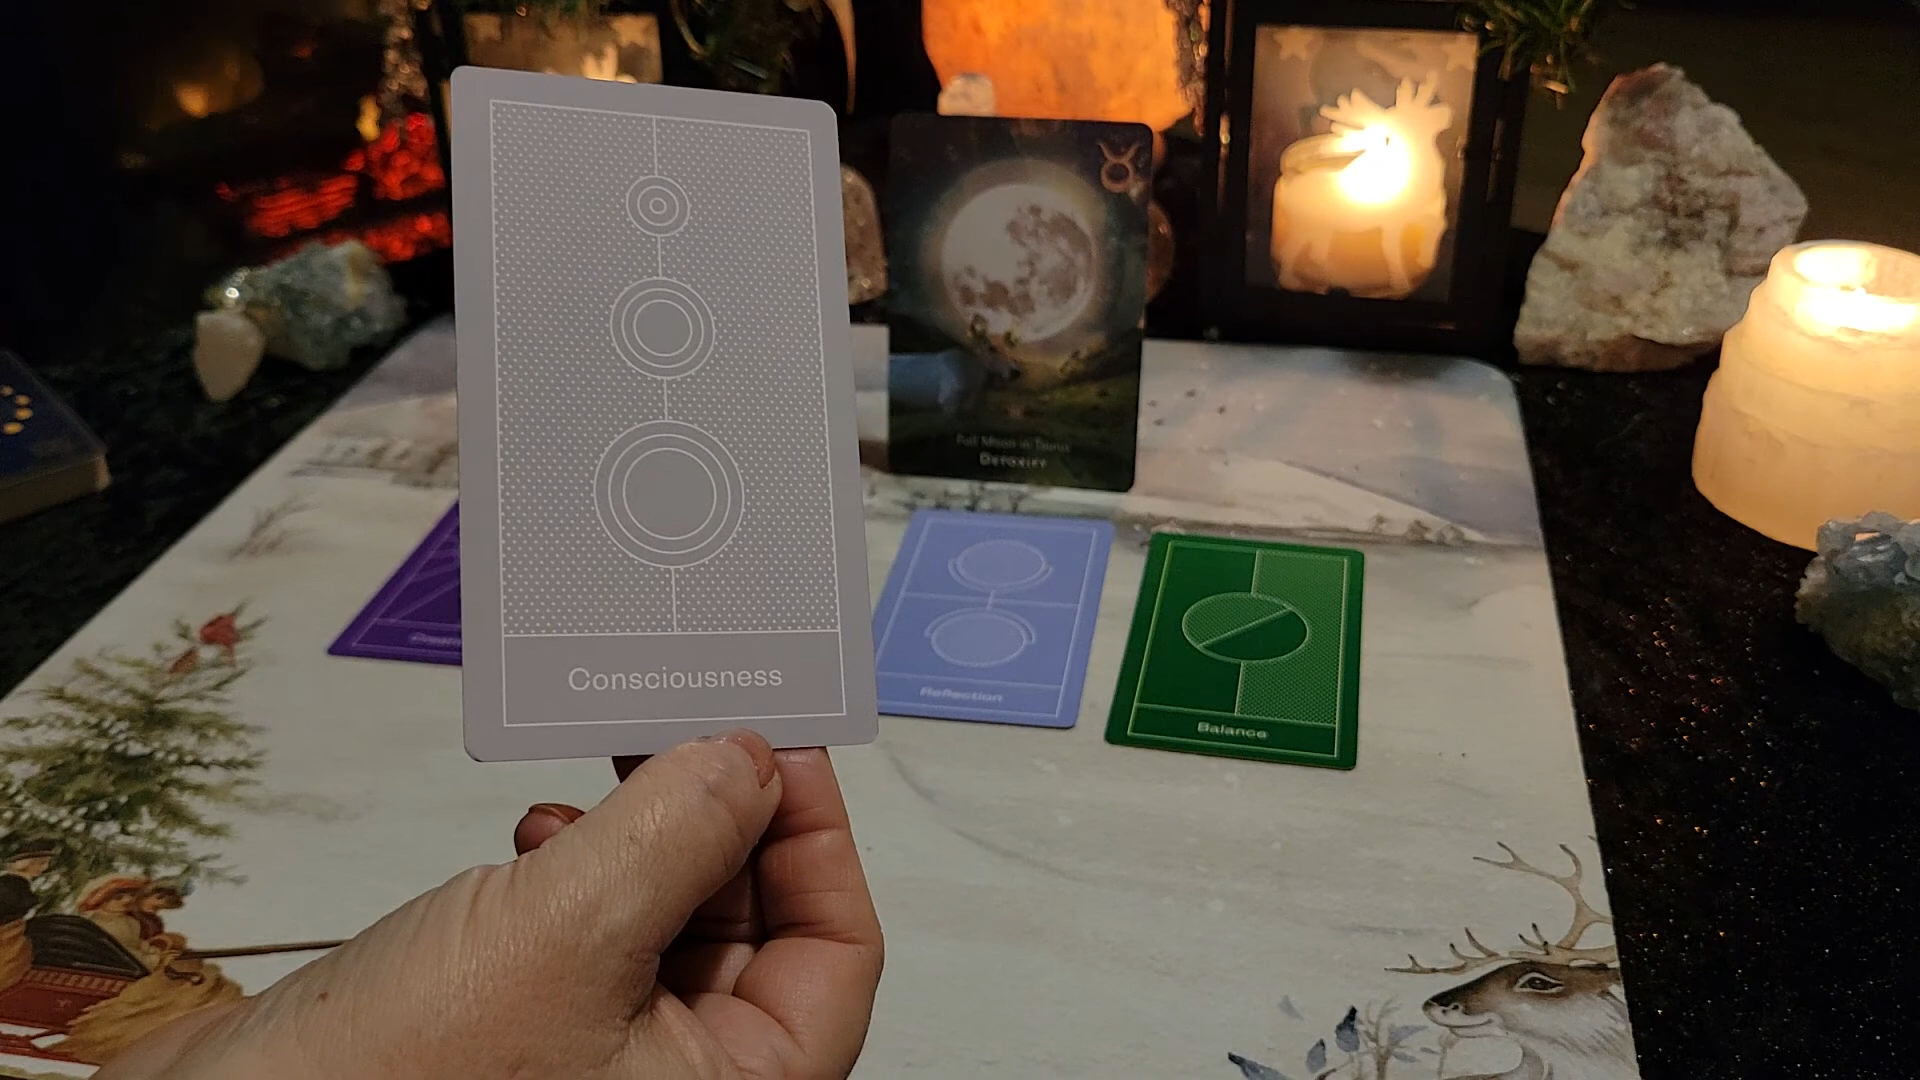 Consciousness
Full Moon in Taurus
DETOXIFY
Reflection
Balance